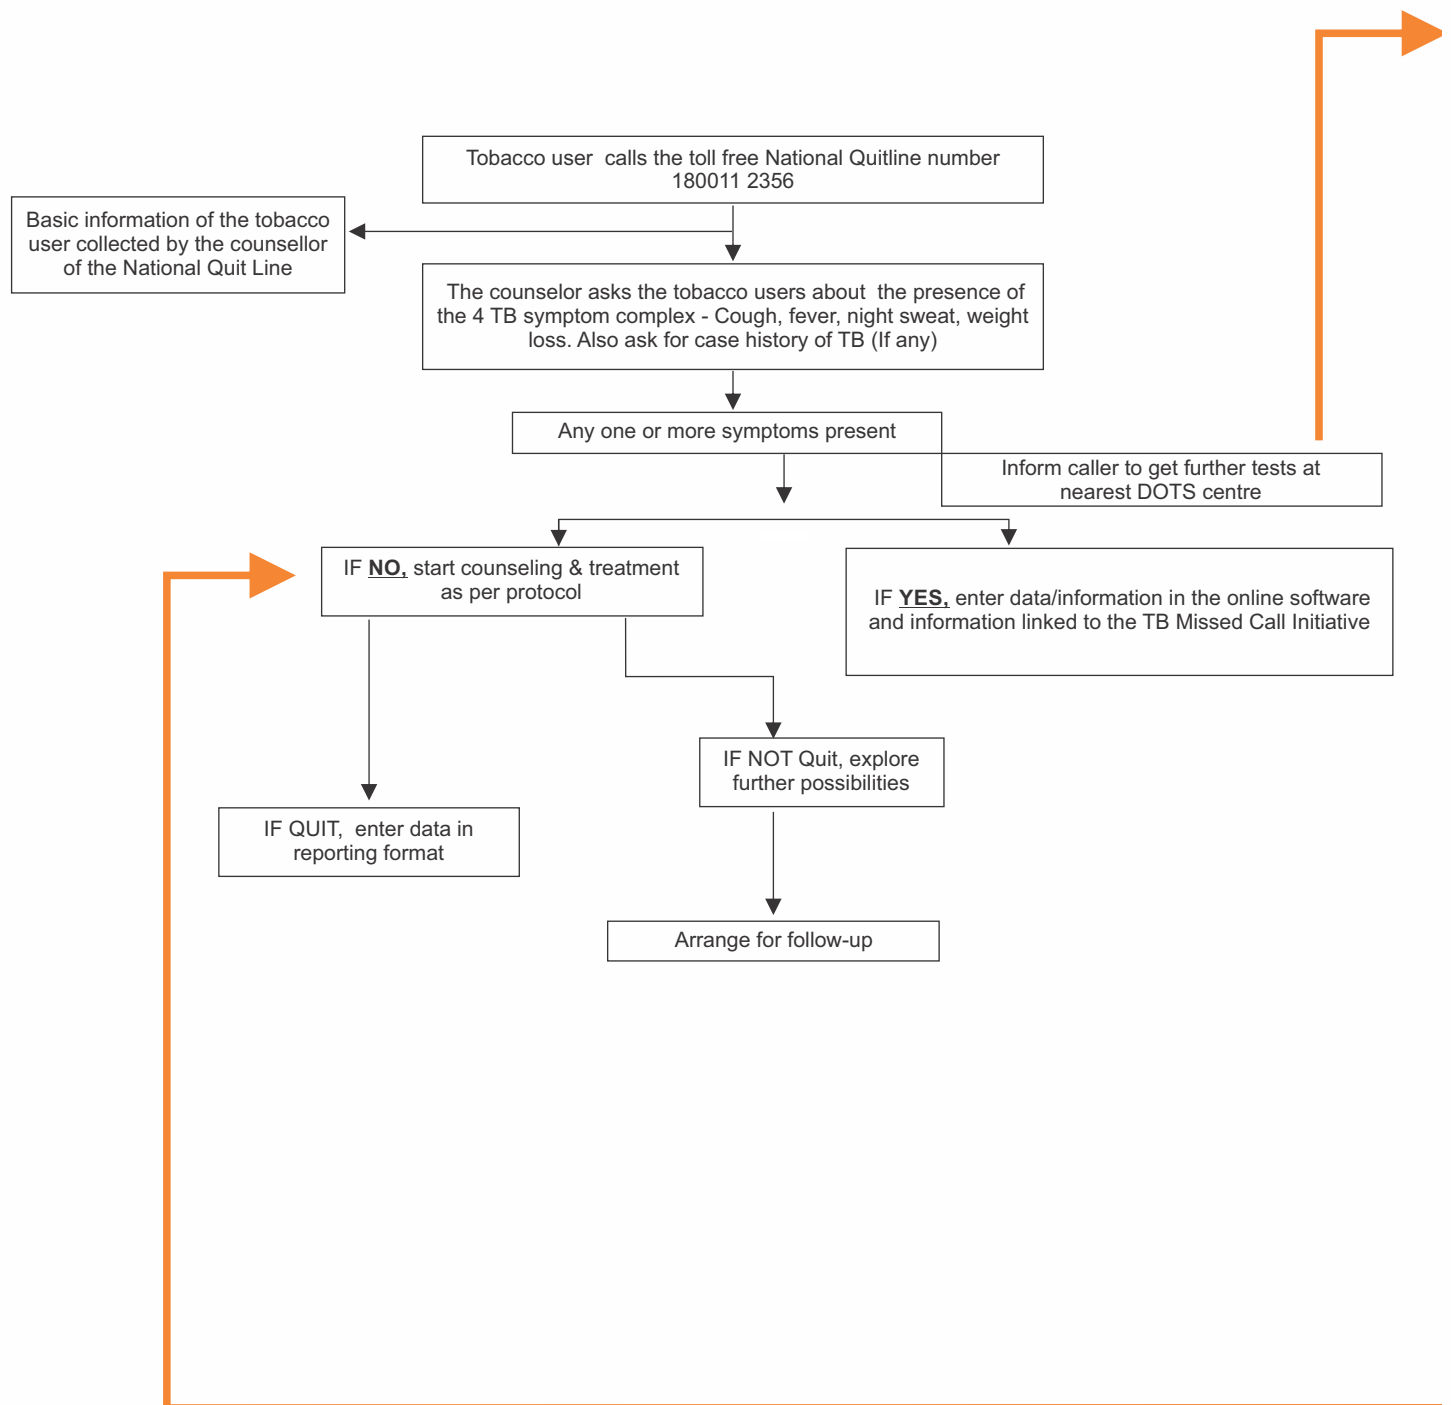 Tobacco user calls the toll free National Quitline number
180011 2356
Basic information of the tobacco
user collected by the counsellor
of the National Quit Line
The counselor asks the tobacco users about the presence of
the 4 TB symptom complex - Cough, fever, night sweat, weight
loss. Also ask for case history of TB (If any)
Any one or more symptoms present
Inform caller to get further tests at
nearest DOTS centre
IF NO, start counseling & treatment
as per protocol
IF YES, enter data/information in the online software
and information linked to the TB Missed Call Initiative
IF NOT Quit, explore
further possibilities
IF QUIT, enter data in
reporting format
Arrange for follow-up